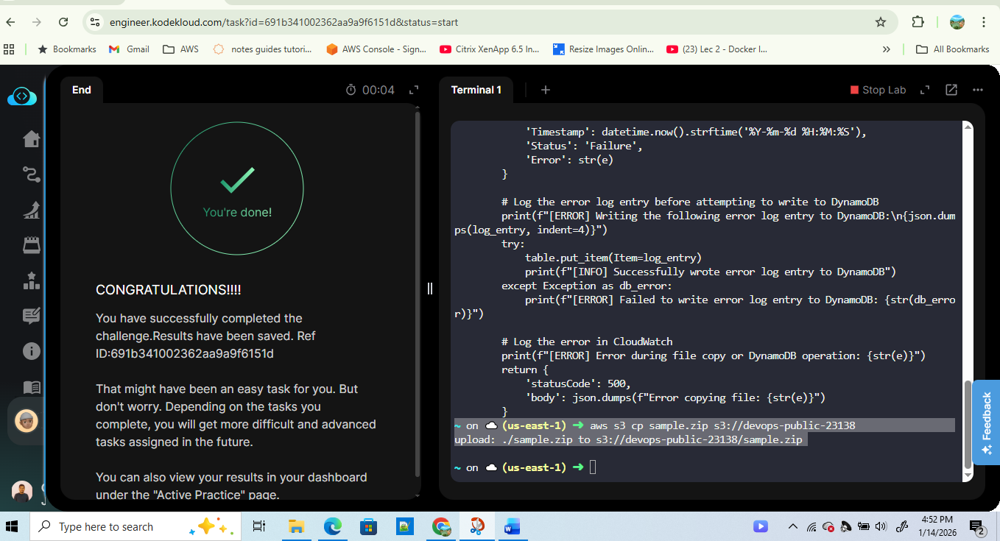 engineer.kodekloud.com/task?id=691b341002362aa9a9f6151d&status=start
Bookmarks
Gmail
AWS
notes guides tutori...
AWS Console - Sign...
Citrix XenApp 6.5 In...
Resize Images Onlin...
(23) Lec 2 - Docker I...
»
All Bookmarks
End
00:04
Terminal 1
+
Stop Lab
You're done!
CONGRATULATIONS!!!!
You have successfully completed the
challenge.Results have been saved. Ref
ID:691b341002362aa9a9f6151d
That might have been an easy task for you. But
don't worry. Depending on the tasks you
complete, you will get more difficult and advanced
tasks assigned in the future.
You can also view your results in your dashboard
under the "Active Practice" page.
'Timestamp': datetime.now().strftime('%Y-%m-%d %H:%M:%S'),
'Status': 'Failure',
'Error': str(e)
}
# Log the error log entry before attempting to write to DynamoDB
print(f"[ERROR] Writing the following error log entry to DynamoDB:\n{json.dum
ps(log_entry, indent=4)}")
try:
table.put_item(Item=log_entry)
print(f"[INFO] Successfully wrote error log entry to DynamoDB")
except Exception as db_error:
print(f"[ERROR] Failed to write error log entry to DynamoDB: {str(db_erro
r)}")
# Log the error in CloudWatch
print(f"[ERROR] Error during file copy or DynamoDB operation: {str(e)}")
return {
'statusCode': 500,
'body': json.dumps(f"Error copying file: {str(e)}")
}
~ on ☁ (us-east-1) ➜ aws s3 cp sample.zip s3://devops-public-23138
upload: ./sample.zip to s3://devops-public-23138/sample.zip
~ on ☁ (us-east-1) ➜
Feedback
Type here to search
4:52 PM
1/14/2026
2